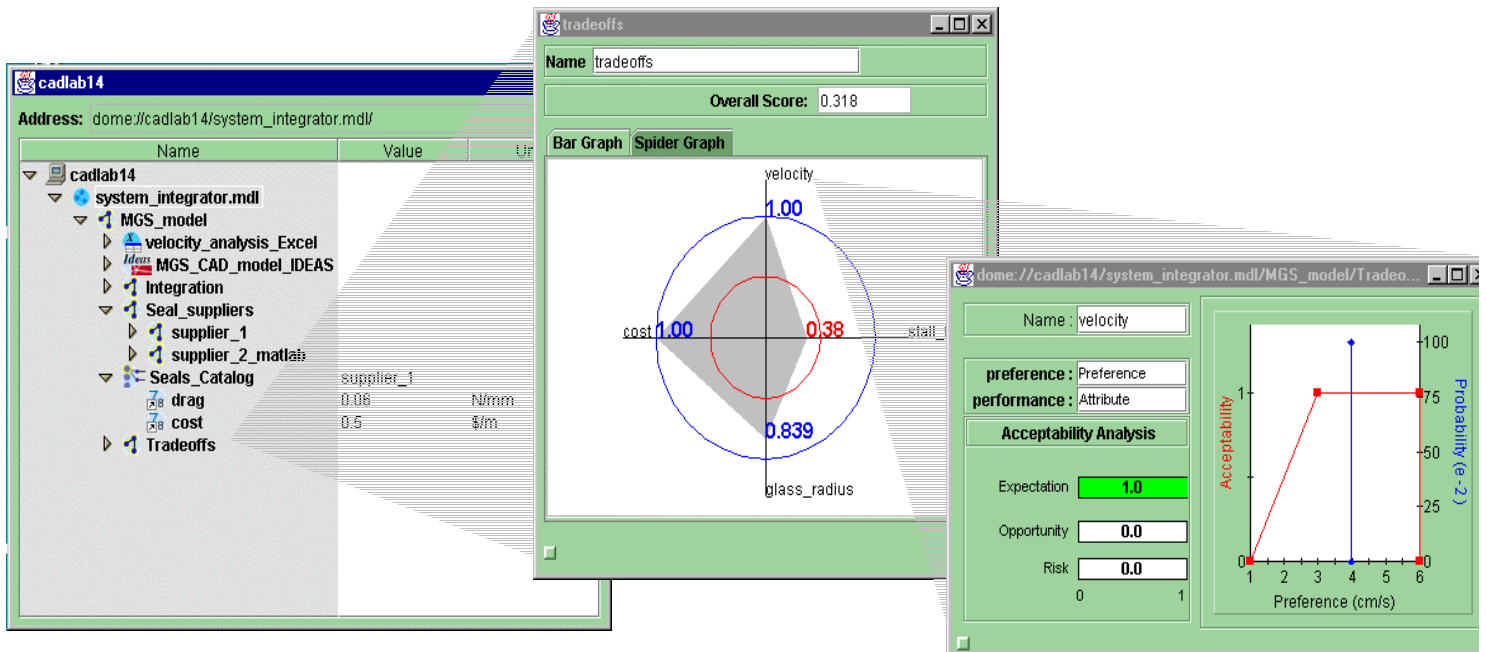 cadlab14
Address: dome://cadlab14/system_integrator.mdl/
Name Value
cadlab14
system_integrator.mdl
MGS_model
velocity_analysis_Excel
Ideas MGS_CAD_model_IDEAS
Integration
Seal_suppliers
supplier_1
supplier_2_matlab
Seals_Catalog supplier_1
drag 0.06 N/mm
cost 0.5 $/m
Tradeoffs
tradeoffs
Name tradeoffs
Overall Score: 0.318
Bar Graph Spider Graph
velocity
1.00
cost 1.00 0.38 stall_
0.839
glass_radius
dome://cadlab14/system_integrator.mdl/MGS_model/Tradeo...
Name : velocity
preference : Preference
performance : Attribute
Acceptability Analysis
Expectation 1.0
Opportunity 0.0
Risk 0.0
0 1
Acceptability
1
0
100
75
50
25
0
Probability (e -2 )
1 2 3 4 5 6
Preference (cm/s)